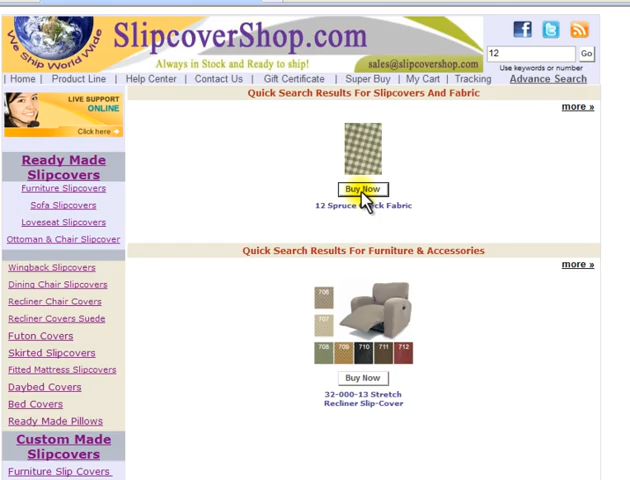 We Ship World Wide
SlipcoverShop.com
Always in Stock and Ready to ship!
sales@slipcovershop.com
12
Go
Use keywords or number
| Home | Product Line | Help Center | Contact Us | Gift Certificate | Super Buy | My Cart | Tracking
Advance Search
LIVE SUPPORT
ONLINE
Click here
Ready Made
Slipcovers
Furniture Slipcovers
Sofa Slipcovers
Loveseat Slipcovers
Ottoman & Chair Slipcover
Wingback Slipcovers
Dining Chair Slipcovers
Recliner Chair Covers
Recliner Covers Suede
Futon Covers
Skirted Slipcovers
Fitted Mattress Slipcovers
Daybed Covers
Bed Covers
Ready Made Pillows
Custom Made
Slipcovers
Furniture Slip Covers
Quick Search Results For Slipcovers And Fabric
more »
Buy Now
12 Spruce Fabric
Quick Search Results For Furniture & Accessories
more »
706
707
708 709 710 711 712
Buy Now
32-000-13 Stretch
Recliner Slip-Cover